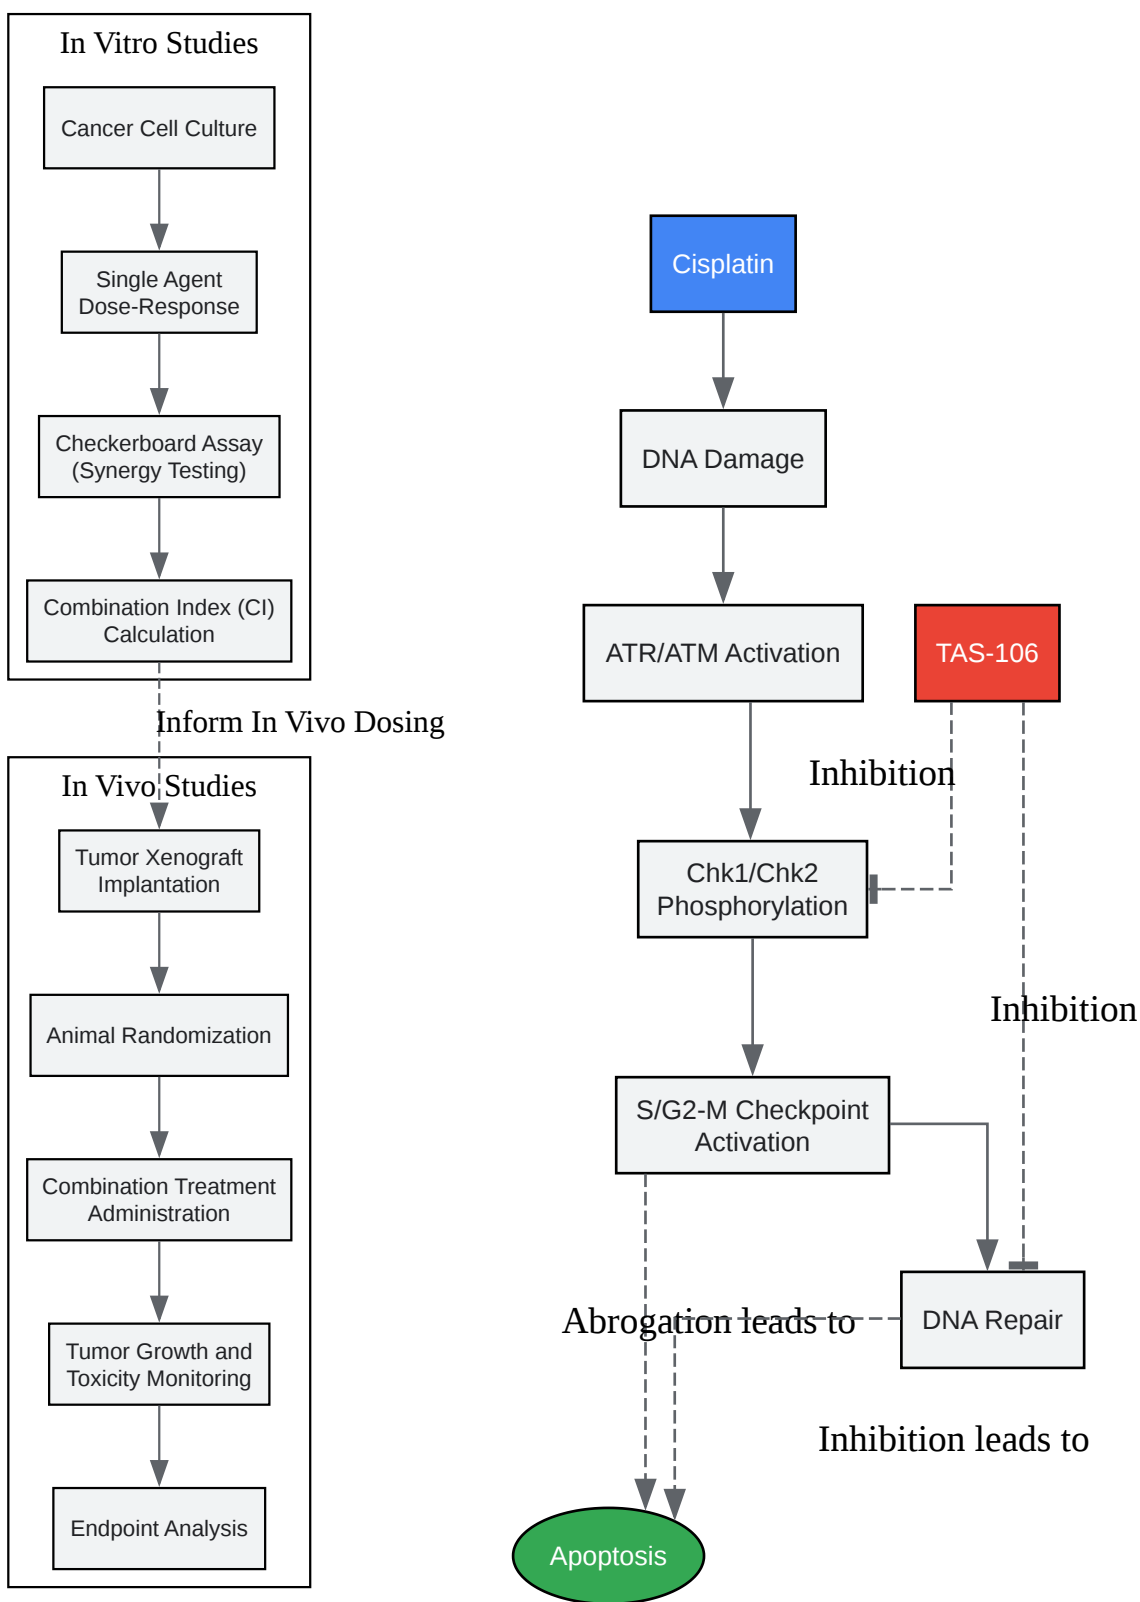 In Vitro Studies
Cancer Cell Culture
Single Agent
Dose-Response
Checkerboard Assay
(Synergy Testing)
Combination Index (CI)
Calculation
Inform In Vivo Dosing
In Vivo Studies
Tumor Xenograft
Implantation
Animal Randomization
Combination Treatment
Administration
Tumor Growth and
Toxicity Monitoring
Endpoint Analysis
Cisplatin
DNA Damage
ATR/ATM Activation
TAS-106
Inhibition
Chk1/Chk2
Phosphorylation
Inhibition
S/G2-M Checkpoint
Activation
Abrogation leads to
DNA Repair
Inhibition leads to
Apoptosis